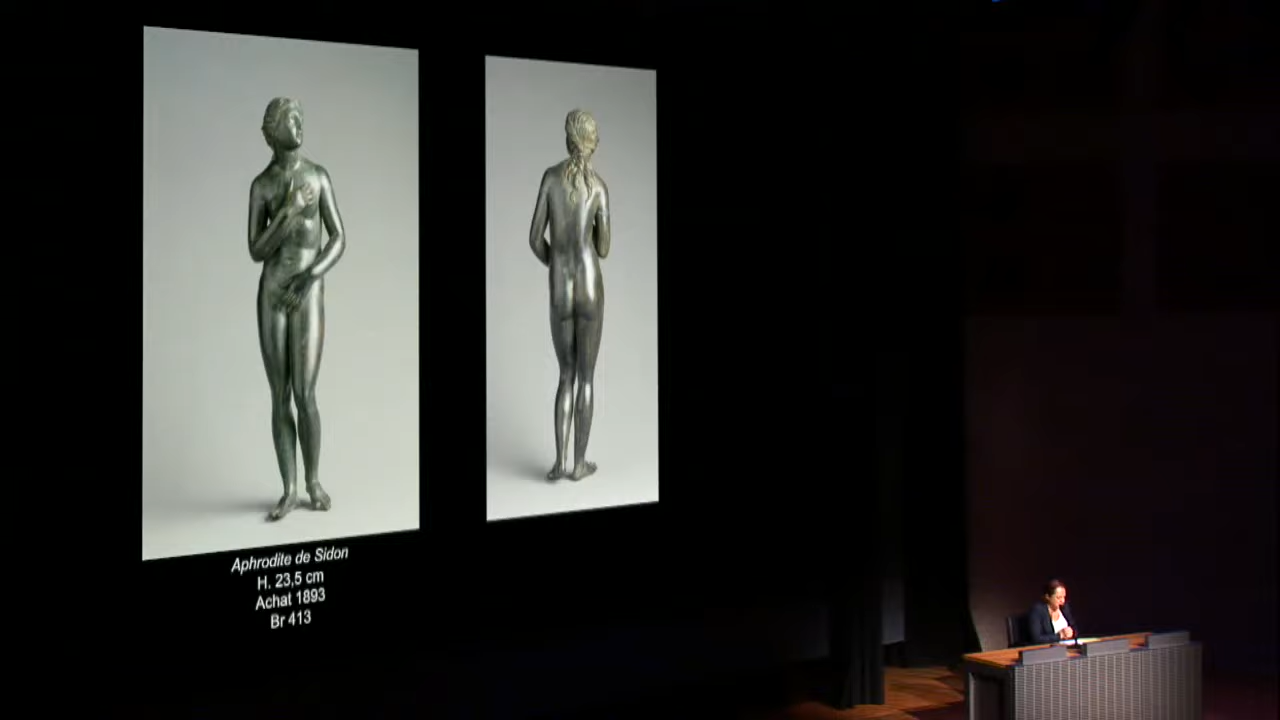 Aphrodite de Sidon
H. 23,5 cm
Achat 1893
Br 413